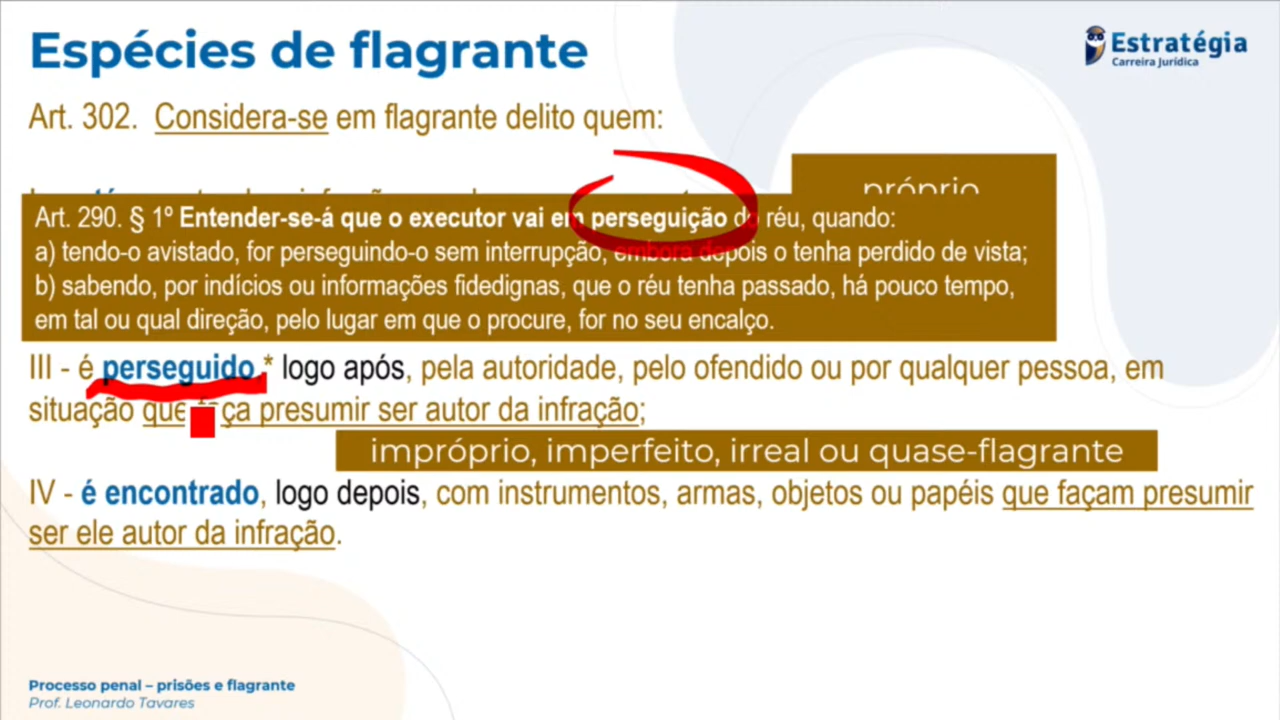 Espécies de flagrante
Estratégia
Carreira Jurídica
Art. 302. Considera-se em flagrante delito quem:
próprio
Art. 290. § 1º Entender-se-á que o executor vai em perseguição do réu, quando:
a) tendo-o avistado, for perseguindo-o sem interrupção, embora depois o tenha perdido de vista;
b) sabendo, por indícios ou informações fidedignas, que o réu tenha passado, há pouco tempo,
em tal ou qual direção, pelo lugar em que o procure, for no seu encalço.
III - é perseguido,* logo após, pela autoridade, pelo ofendido ou por qualquer pessoa, em
situação que faça presumir ser autor da infração;
impróprio, imperfeito, irreal ou quase-flagrante
IV - é encontrado, logo depois, com instrumentos, armas, objetos ou papéis que façam presumir
ser ele autor da infração.
Processo penal – prisões e flagrante
Prof. Leonardo Tavares